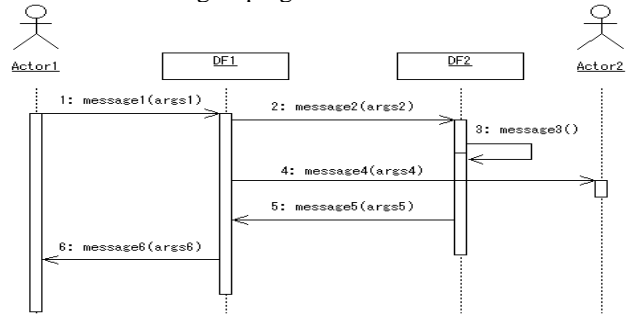 Actor1
DF1
DF2
Actor2
1: message1(args1)
2: message2(args2)
3: message3()
4: message4(args4)
5: message5(args5)
6: message6(args6)